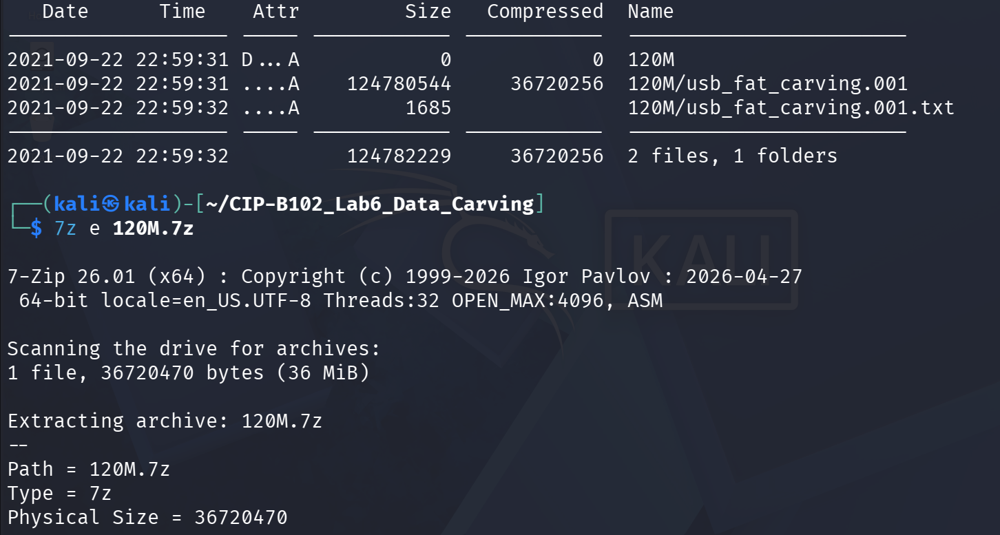 Date Time Attr Size Compressed Name
------------------- ----- ------------ ------------ ------------------------
2021-09-22 22:59:31 D...A 0 0 120M
2021-09-22 22:59:31 ....A 124780544 36720256 120M/usb_fat_carving.001
2021-09-22 22:59:32 ....A 1685 120M/usb_fat_carving.001.txt
------------------- ----- ------------ ------------ ------------------------
2021-09-22 22:59:32 124782229 36720256 2 files, 1 folders
┌──(kali㉿kali)-[~/CIP-B102_Lab6_Data_Carving]
└─$ 7z e 120M.7z
7-Zip 26.01 (x64) : Copyright (c) 1999-2026 Igor Pavlov : 2026-04-27
64-bit locale=en_US.UTF-8 Threads:32 OPEN_MAX:4096, ASM
Scanning the drive for archives:
1 file, 36720470 bytes (36 MiB)
Extracting archive: 120M.7z
--
Path = 120M.7z
Type = 7z
Physical Size = 36720470
KALI